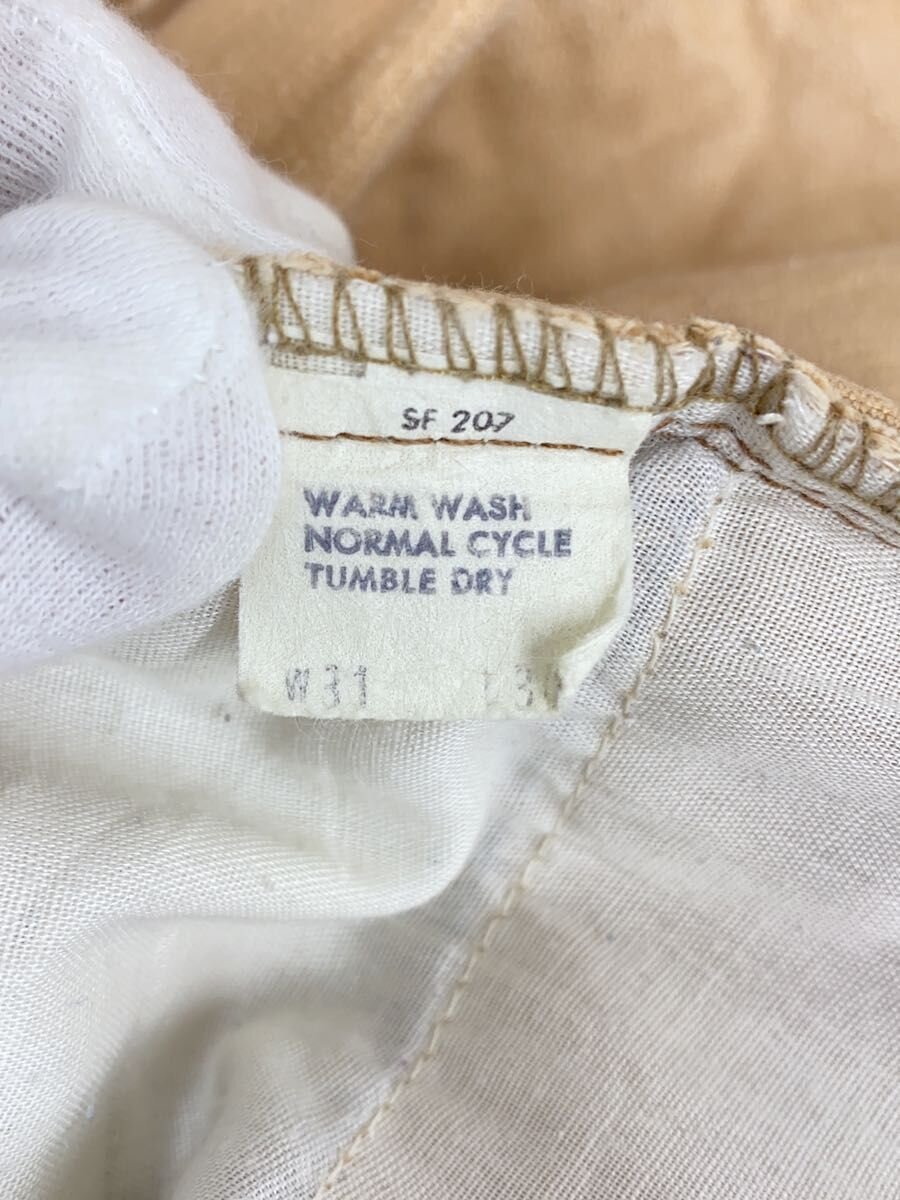 SF 207
WARM WASH
NORMAL CYCLE
TUMBLE DRY
W31